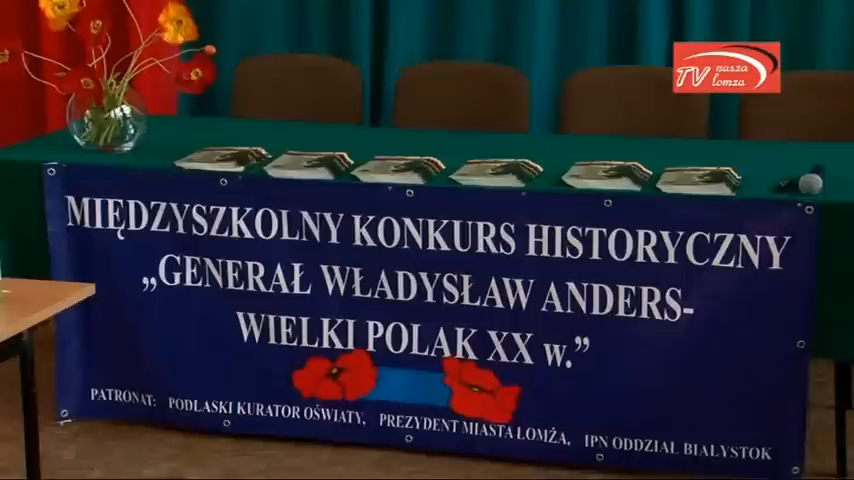 TV nasza
lomza
MIĘDZYSZKOLNY KONKURS HISTORYCZNY
„GENERAŁ WŁADYSŁAW ANDERS-
WIELKI POLAK XX w.”
PATRONAT: PODLASKI KURATOR OŚWIATY, PREZYDENT MIASTA ŁOMŻA, IPN ODDZIAŁ BIAŁYSTOK